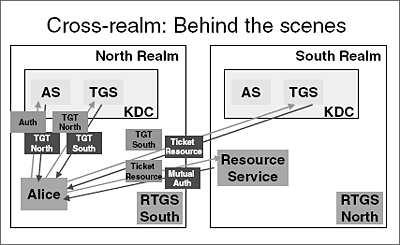 Cross-realm: Behind the scenes
North Realm
South Realm
AS
TGS
KDC
AS
TGS
KDC
Auth
TGT
North
TGT
North
TGT
South
TGT
South
Ticket
Resource
Ticket
Resource
Mutual
Auth
Alice
Resource
Service
RTGS
South
RTGS
North